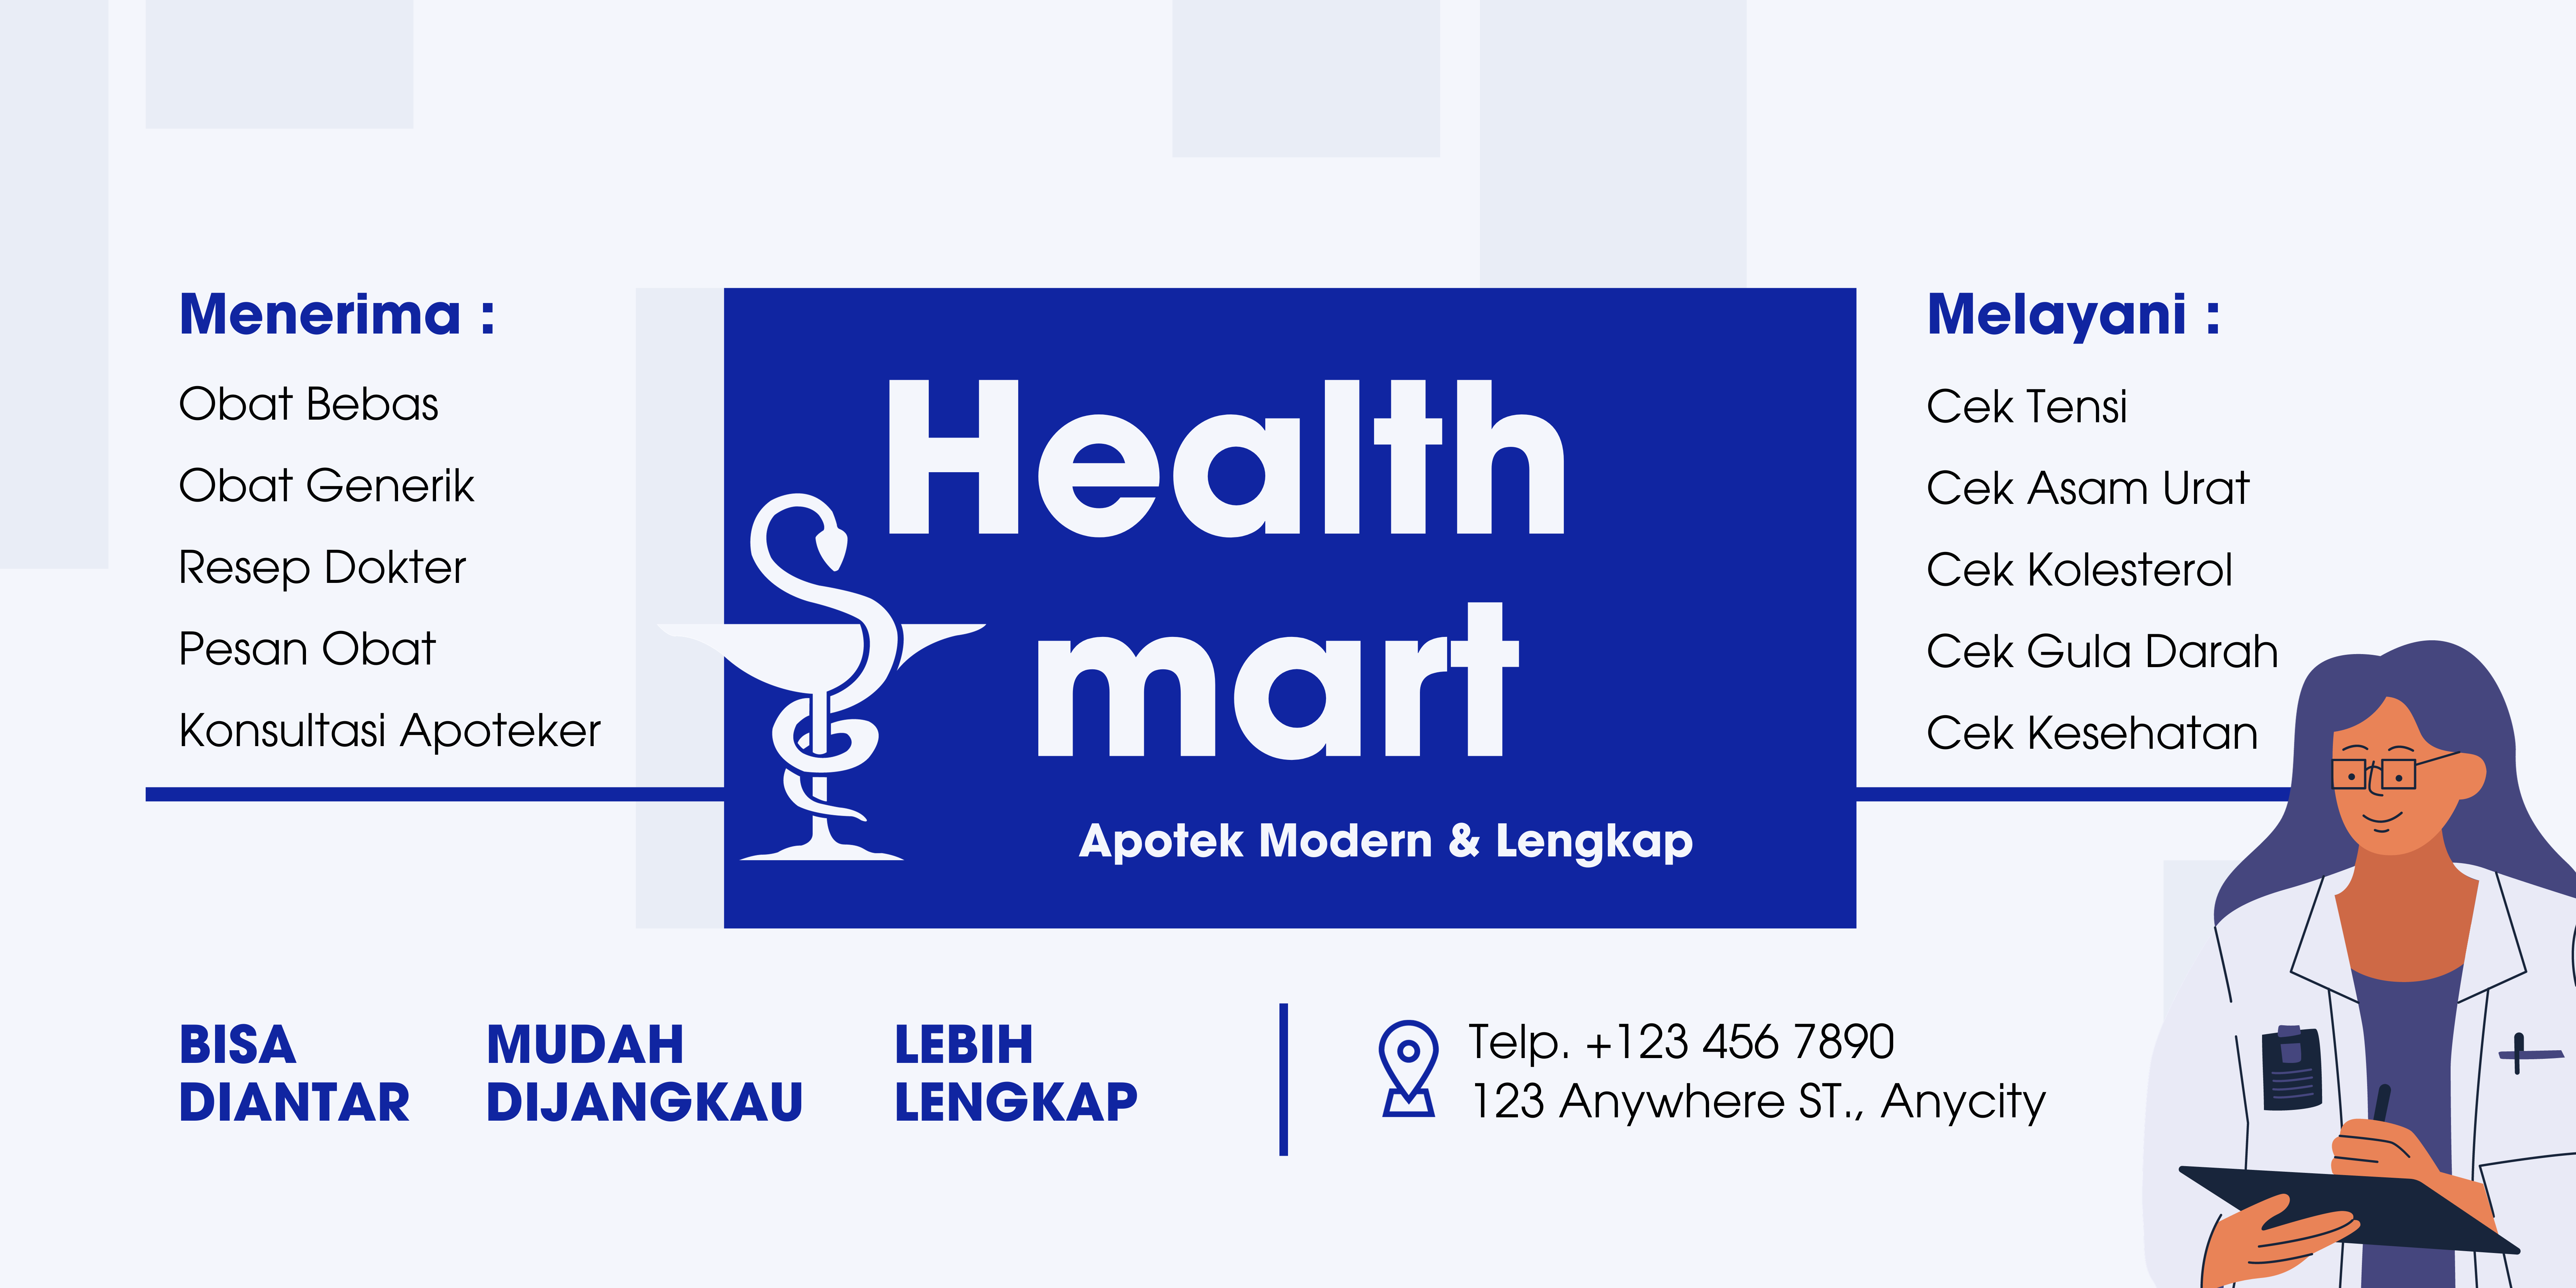 Menerima :
Obat Bebas
Obat Generik
Resep Dokter
Pesan Obat
Konsultasi Apoteker
Health
mart
Apotek Modern & Lengkap
Melayani :
Cek Tensi
Cek Asam Urat
Cek Kolesterol
Cek Gula Darah
Cek Kesehatan
BISA
DIANTAR
MUDAH
DIJANGKAU
LEBIH
LENGKAP
Telp. +123 456 7890
123 Anywhere ST., Anycity